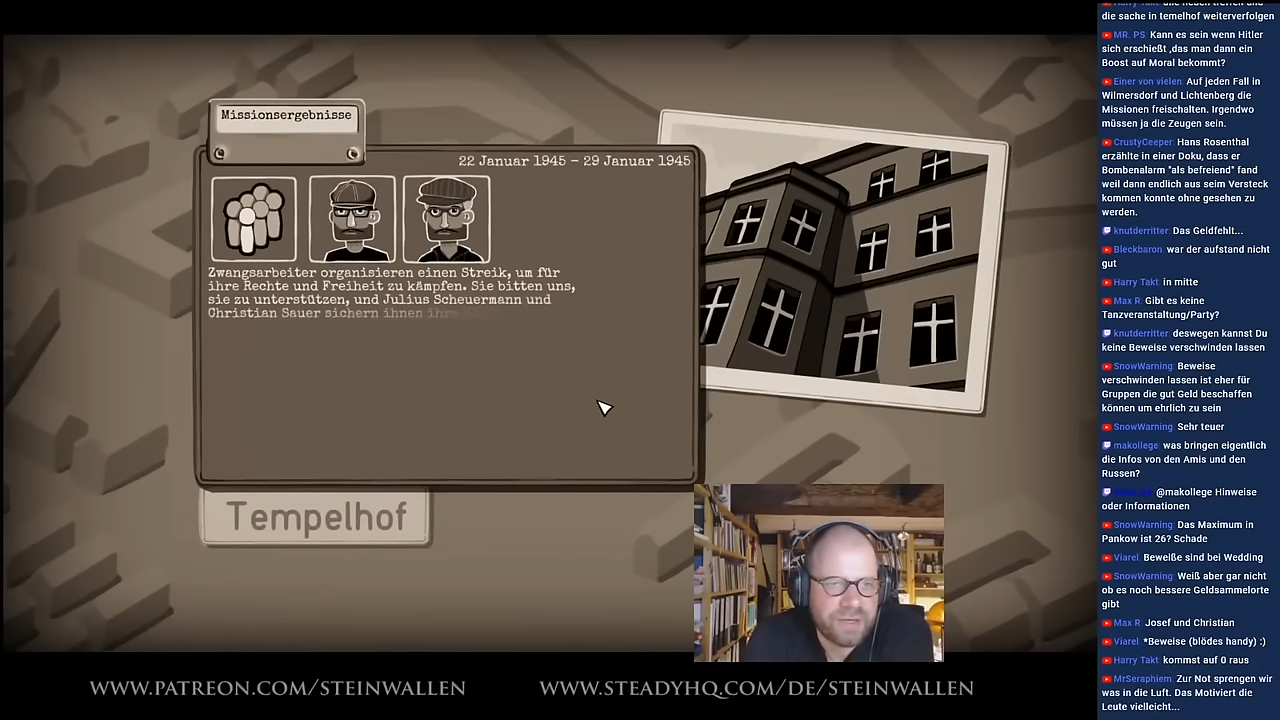 Missionsergebnisse
22 Januar 1945 - 29 Januar 1945
Zwangsarbeiter organisieren einen Streik, um für
ihre Rechte und Freiheit zu kämpfen. Sie bitten uns,
sie zu unterstützen, und Julius Scheuermann und
Christian Sauer sichern ihnen ihre
Tempelhof
WWW.PATREON.COM/STEINWALLEN
WWW.STEADYHQ.COM/DE/STEINWALLEN
die sache in temelhof weiterverfolgen
MR. PS Kann es sein wenn Hitler
sich erschießt ,das man dann ein
Boost auf Moral bekommt?
Einer von vielen Auf jeden Fall in
Wilmersdorf und Lichtenberg die
Missionen freischalten. Irgendwo
müssen ja die Zeugen sein.
CrustyCeeper: Hans Rosenthal
erzählte in einer Doku, dass er
Bombenalarm "als befreiend" fand
weil dann endlich aus seim Versteck
kommen konnte ohne gesehen zu
werden.
knutderritter Das Geldfehlt...
Bleckbaron war der aufstand nicht
gut
Harry Takt in mitte
Max R Gibt es keine
Tanzveranstaltung/Party?
knutderritter deswegen kannst Du
keine Beweise verschwinden lassen
SnowWarning Beweise
verschwinden lassen ist eher für
Gruppen die gut Geld beschaffen
können um ehrlich zu sein
SnowWarning Sehr teuer
makollege was bringen eigentlich
die Infos von den Amis und den
Russen?
@makollege Hinweise
oder Informationen
SnowWarning Das Maximum in
Pankow ist 26? Schade
Viarel Beweiße sind bei Wedding
SnowWarning Weiß aber gar nicht
ob es noch bessere Geldsammelorte
gibt
Max R Josef und Christian
Viarel *Beweise (blödes handy) :)
Harry Takt kommst auf 0 raus
MrSeraphiem Zur Not sprengen wir
was in die Luft. Das Motiviert die
Leute vielleicht...